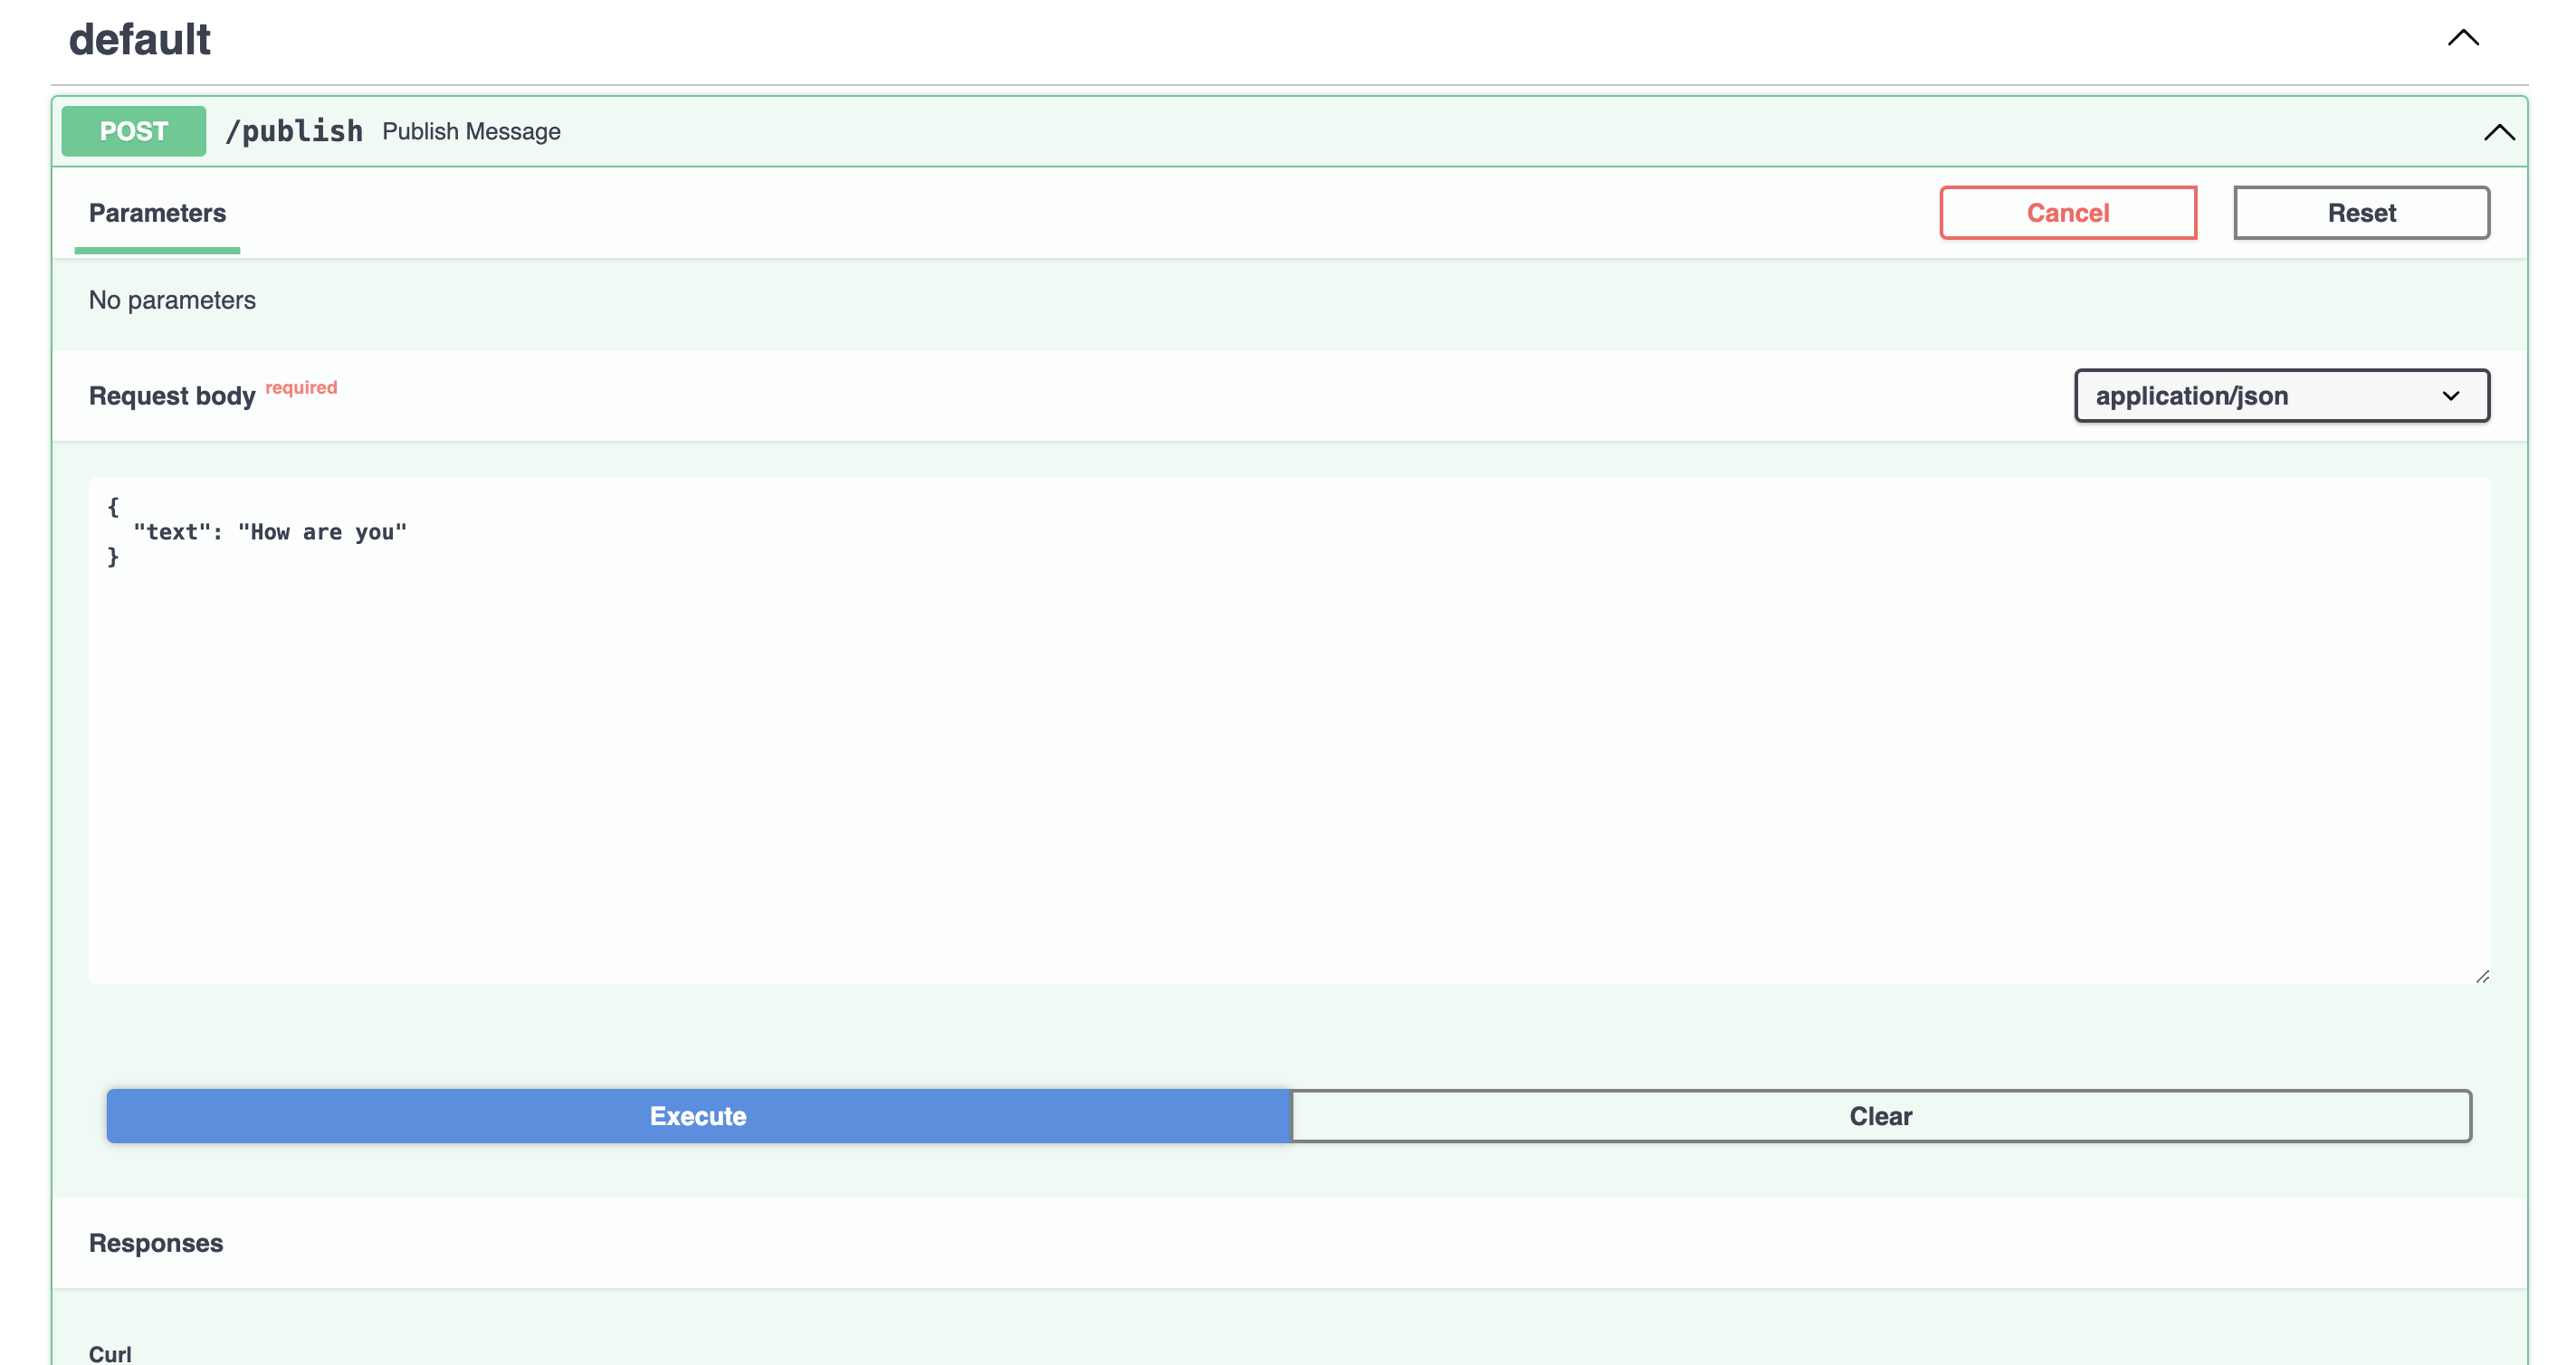 default
POST /publish Publish Message
Parameters
Cancel
Reset
No parameters
Request body required
application/json
{
  "text": "How are you"
}
Execute
Clear
Responses
Curl